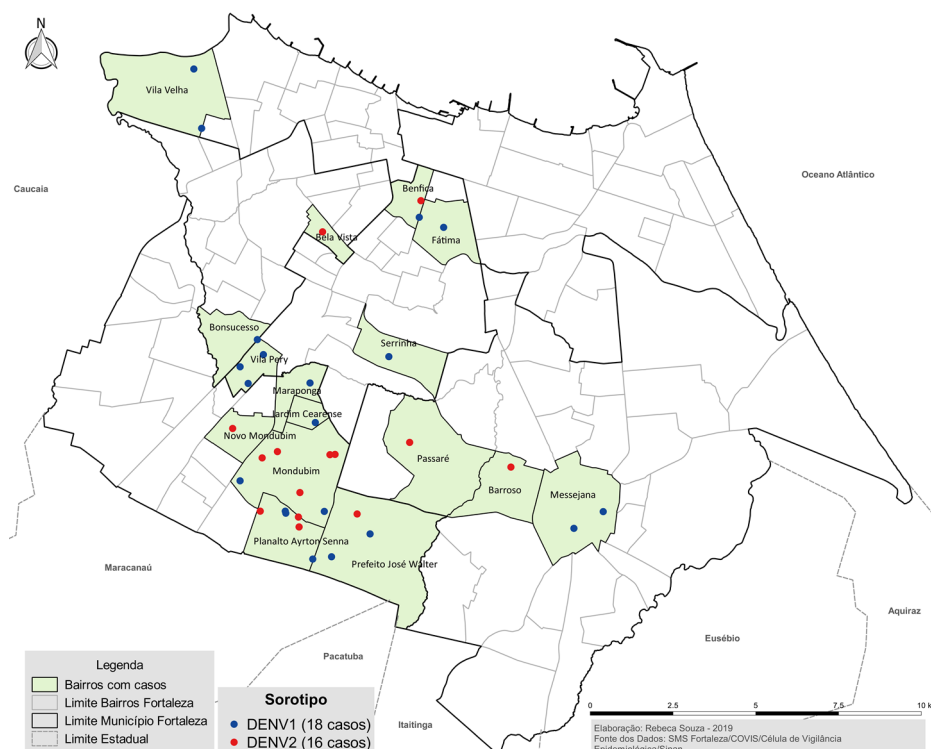 N
Vila Velha
Caucaia
Oceano Atlântico
Benfica
Bela Vista
Fátima
Bonsucesso
Serrinha
Vila Pery
Maraponga
Jardim Cearense
Novo Mondubim
Passaré
Mondubim
Barroso
Messejana
Planalto Ayrton Senna
Prefeito José Walter
Maracanaú
Aquiraz
Eusébio
Pacatuba
Itaitinga
Legenda
Bairros com casos
Limite Bairros Fortaleza
Limite Município Fortaleza
Limite Estadual
Sorotipo
DENV1 (18 casos)
DENV2 (16 casos)
0 2.5 5 7.5 10 k
Elaboração: Rebeca Souza - 2019
Fonte dos Dados: SMS Fortaleza/COVIS/Célula de Vigilância
Epidemiológica/Sinan